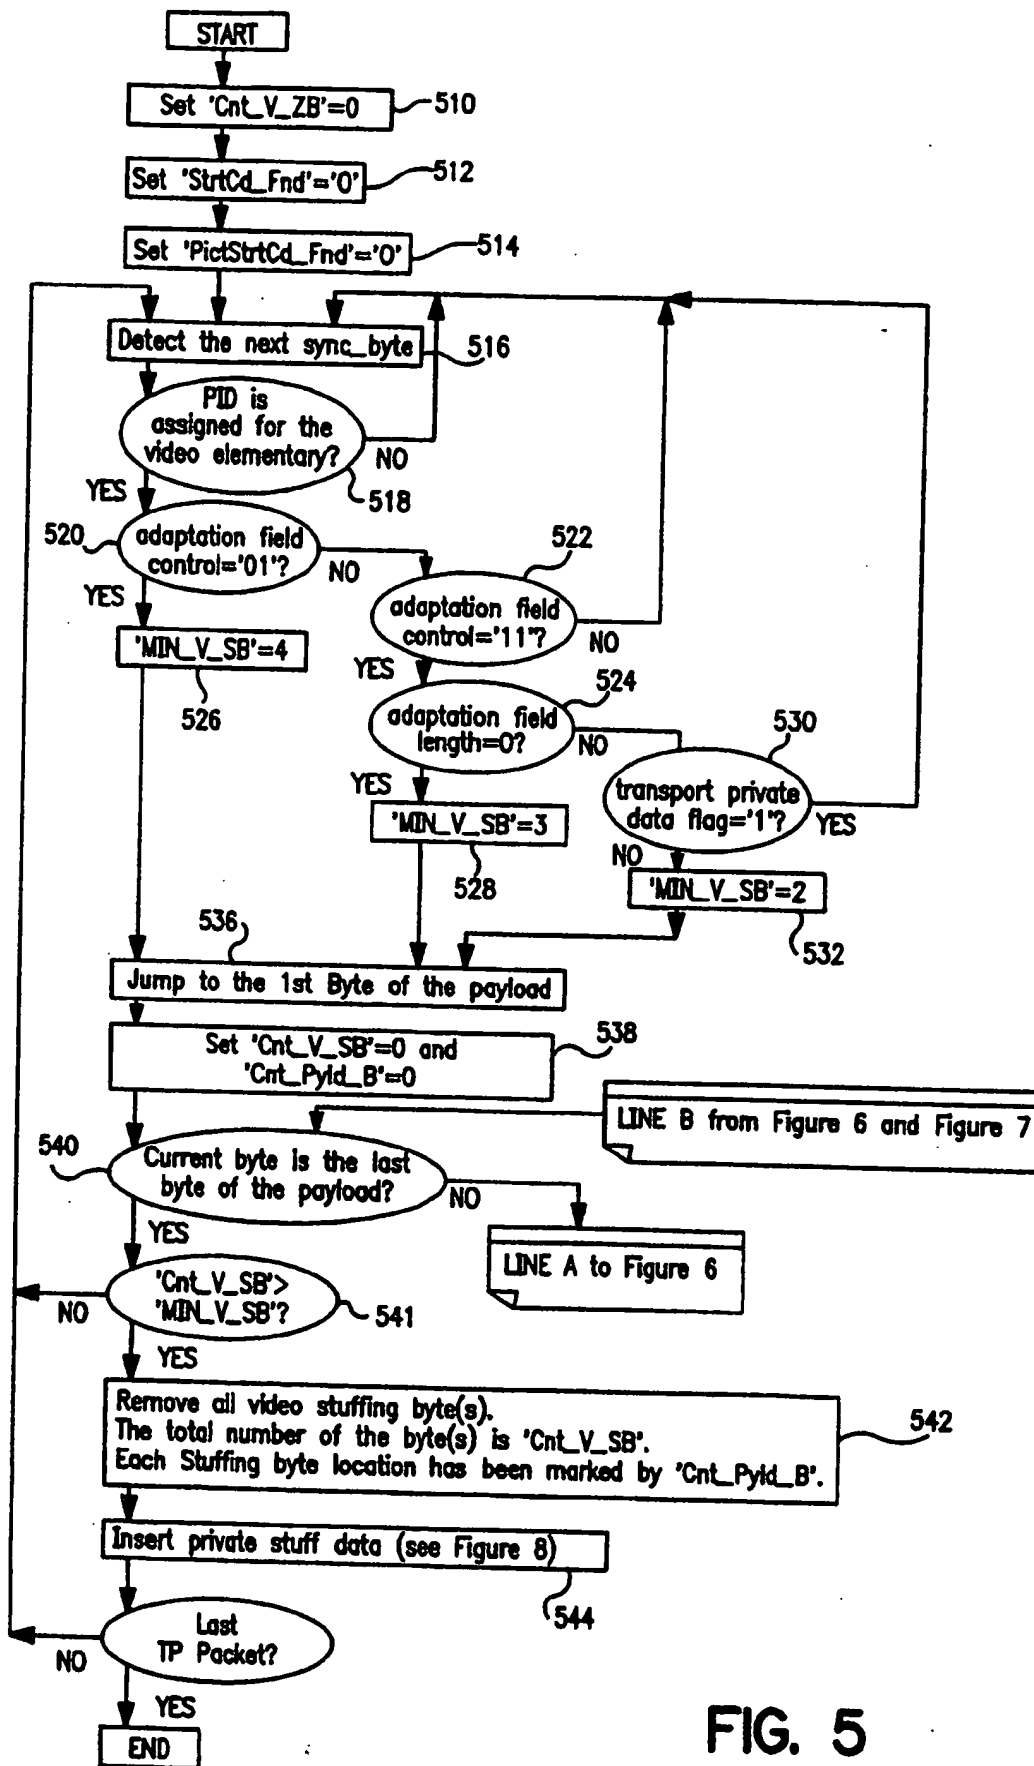 START
Set 'Cnt_V_ZB'=0
510
Set 'StrtCd_Fnd'='0'
512
Set 'PictStrtCd_Fnd'='0'
514
Detect the next sync_byte
516
PID is
assigned for the
video elementary?
NO
518
YES
520
adaptation field
control='01'?
NO
522
YES
adaptation field
control='11'?
NO
'MIN_V_SB'=4
526
YES
524
adaptation field
length=0?
NO
530
YES
transport private
data flag='1'?
YES
'MIN_V_SB'=3
528
NO
'MIN_V_SB'=2
532
536
Jump to the 1st Byte of the payload
Set 'Cnt_V_SB'=0 and
'Cnt_Pyld_B'=0
538
LINE B from Figure 6 and Figure 7
540
Current byte is the last
byte of the payload?
NO
YES
LINE A to Figure 6
'Cnt_V_SB'>
'MIN_V_SB'?
541
NO
YES
Remove all video stuffing byte(s).
The total number of the byte(s) is 'Cnt_V_SB'.
Each Stuffing byte location has been marked by 'Cnt_Pyld_B'.
542
Insert private stuff data (see Figure 8)
544
Last
TP Packet?
NO
YES
END
FIG. 5